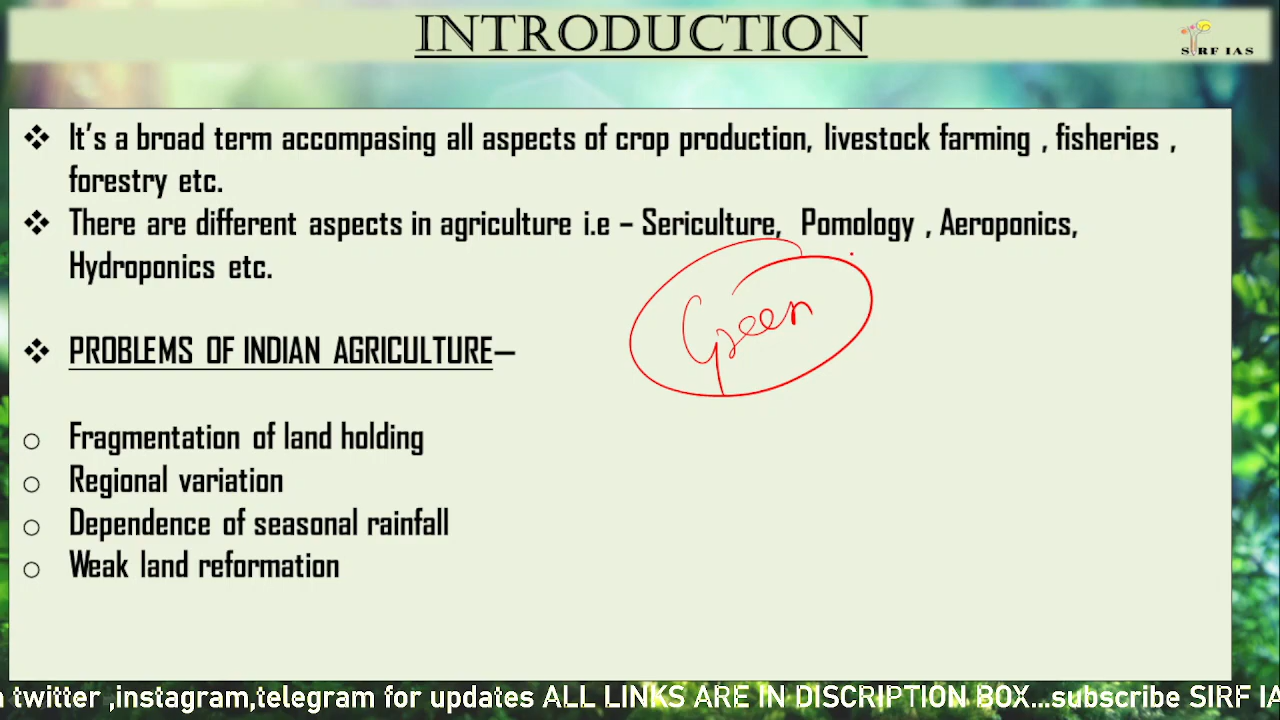 INTRODUCTION
SIRF IAS
❖ It's a broad term accompasing all aspects of crop production, livestock farming , fisheries ,
forestry etc.
❖ There are different aspects in agriculture i.e – Sericulture, Pomology , Aeroponics,
Hydroponics etc.
Green
❖ PROBLEMS OF INDIAN AGRICULTURE–
o Fragmentation of land holding
o Regional variation
o Dependence of seasonal rainfall
o Weak land reformation
twitter ,instagram,telegram for updates ALL LINKS ARE IN DISCRIPTION BOX...subscribe SIRF